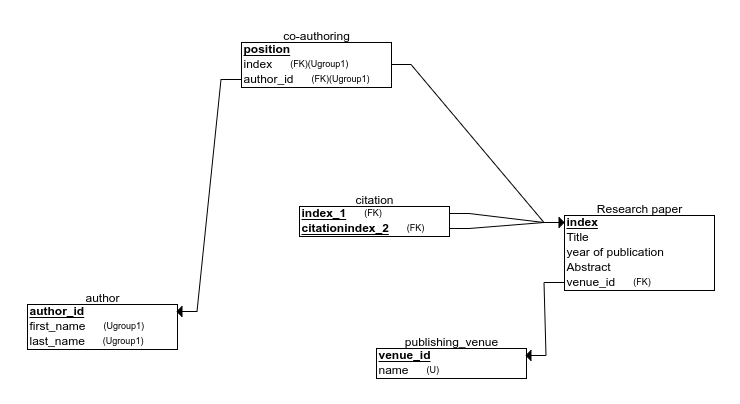 co-authoring
position
index (FK)(Ugroup1)
author_id (FK)(Ugroup1)
citation
index_1 (FK)
citationindex_2 (FK)
Research paper
index
Title
year of publication
Abstract
venue_id (FK)
author
author_id
first_name (Ugroup1)
last_name (Ugroup1)
publishing_venue
venue_id
name (U)